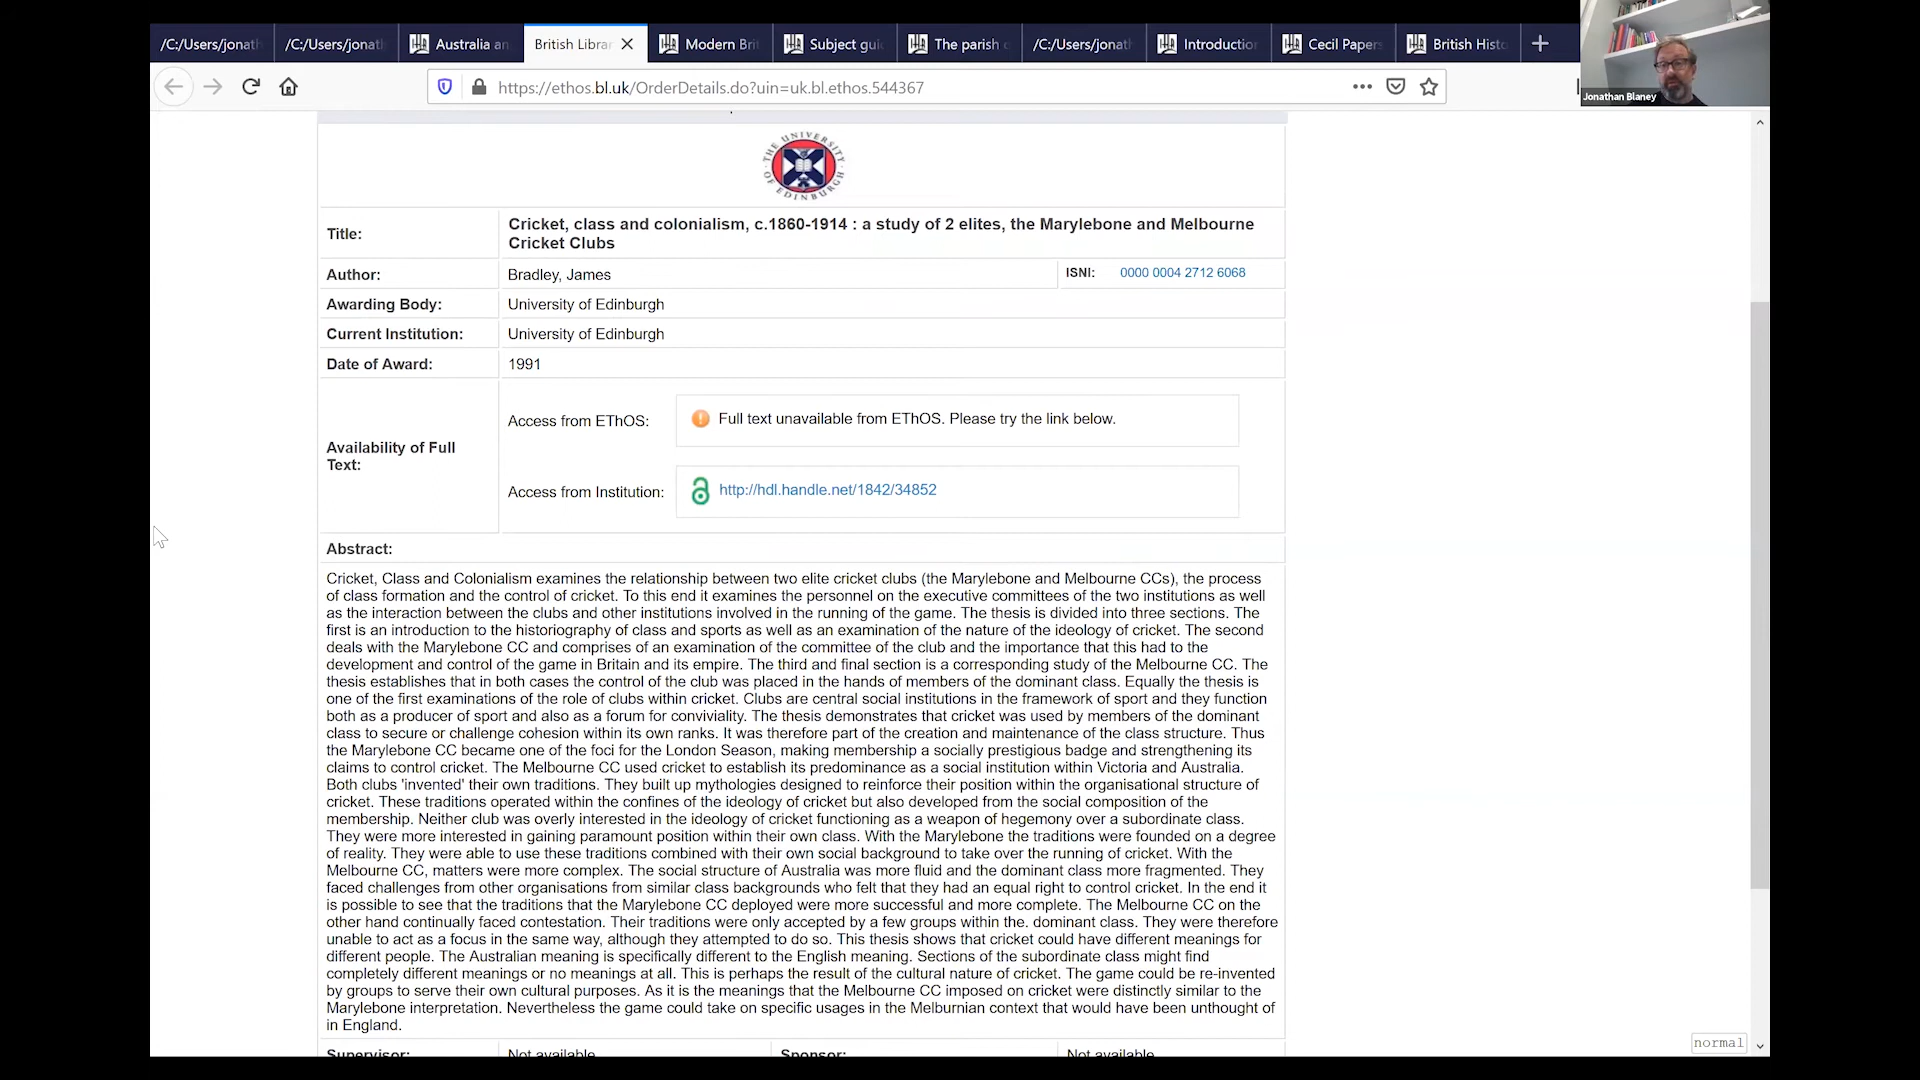 /C:/Users/jonath
/C:/Users/jonath
Australia an
British Librar
Modern Brit
Subject guid
The parish o
/C:/Users/jonath
Introduction
Cecil Papers
British Histo
https://ethos.bl.uk/OrderDetails.do?uin=uk.bl.ethos.544367
Jonathan Blaney
THE UNIVERSITY OF EDINBURGH
Title:
Cricket, class and colonialism, c.1860-1914 : a study of 2 elites, the Marylebone and Melbourne
Cricket Clubs
Author:
Bradley, James
ISNI:
0000 0004 2712 6068
Awarding Body:
University of Edinburgh
Current Institution:
University of Edinburgh
Date of Award:
1991
Availability of Full
Text:
Access from EThOS:
Full text unavailable from EThOS. Please try the link below.
Access from Institution:
http://hdl.handle.net/1842/34852
Abstract:
Cricket, Class and Colonialism examines the relationship between two elite cricket clubs (the Marylebone and Melbourne CCs), the process
of class formation and the control of cricket. To this end it examines the personnel on the executive committees of the two institutions as well
as the interaction between the clubs and other institutions involved in the running of the game. The thesis is divided into three sections. The
first is an introduction to the historiography of class and sports as well as an examination of the nature of the ideology of cricket. The second
deals with the Marylebone CC and comprises of an examination of the committee of the club and the importance that this had to the
development and control of the game in Britain and its empire. The third and final section is a corresponding study of the Melbourne CC. The
thesis establishes that in both cases the control of the club was placed in the hands of members of the dominant class. Equally the thesis is
one of the first examinations of the role of clubs within cricket. Clubs are central social institutions in the framework of sport and they function
both as a producer of sport and also as a forum for conviviality. The thesis demonstrates that cricket was used by members of the dominant
class to secure or challenge cohesion within its own ranks. It was therefore part of the creation and maintenance of the class structure. Thus
the Marylebone CC became one of the foci for the London Season, making membership a socially prestigious badge and strengthening its
claims to control cricket. The Melbourne CC used cricket to establish its predominance as a social institution within Victoria and Australia.
Both clubs 'invented' their own traditions. They built up mythologies designed to reinforce their position within the organisational structure of
cricket. These traditions operated within the confines of the ideology of cricket but also developed from the social composition of the
membership. Neither club was overly interested in the ideology of cricket functioning as a weapon of hegemony over a subordinate class.
They were more interested in gaining paramount position within their own class. With the Marylebone the traditions were founded on a degree
of reality. They were able to use these traditions combined with their own social background to take over the running of cricket. With the
Melbourne CC, matters were more complex. The social structure of Australia was more fluid and the dominant class more fragmented. They
faced challenges from other organisations from similar class backgrounds who felt that they had an equal right to control cricket. In the end it
is possible to see that the traditions that the Marylebone CC deployed were more successful and more complete. The Melbourne CC on the
other hand continually faced contestation. Their traditions were only accepted by a few groups within the. dominant class. They were therefore
unable to act as a focus in the same way, although they attempted to do so. This thesis shows that cricket could have different meanings for
different people. The Australian meaning is specifically different to the English meaning. Sections of the subordinate class might find
completely different meanings or no meanings at all. This is perhaps the result of the cultural nature of cricket. The game could be re-invented
by groups to serve their own cultural purposes. As it is the meanings that the Melbourne CC imposed on cricket were distinctly similar to the
Marylebone interpretation. Nevertheless the game could take on specific usages in the Melburnian context that would have been unthought of
in England.
normal
Supervisor:
Not available
Sponsor:
Not available